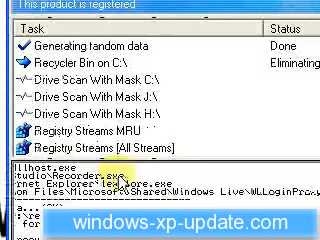 This product is registered
Task Status
Generating random data Done
Recycler Bin on C:\ Eliminating
Drive Scan With Mask C:\
Drive Scan With Mask J:\
Drive Scan With Mask H:\
Registry Streams MRU
Registry Streams [All Streams]
llhost.exe
tudio\Recorder.exe
rnet Explorer\iexplore.exe
on Files\Microsoft\Shared\Windows Live\WLLoginProx
windows-xp-update.com